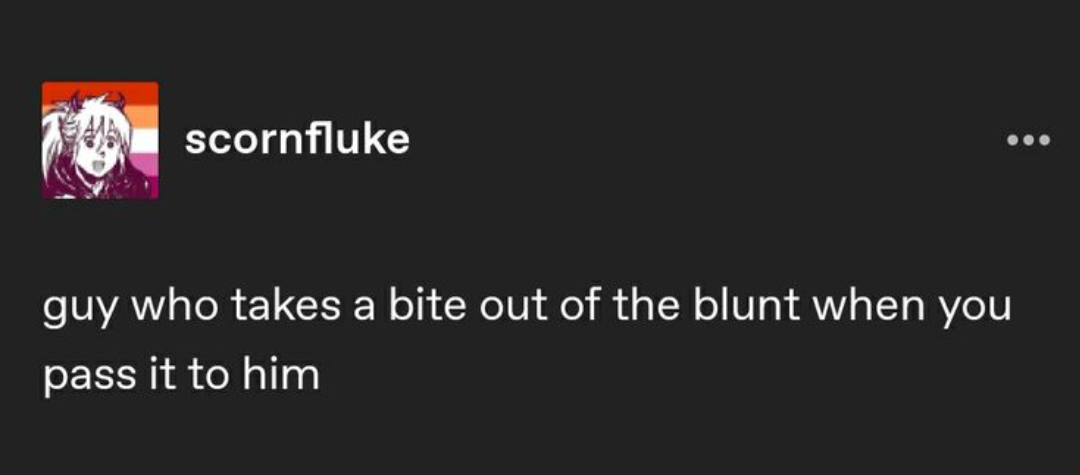 scornfluke
guy who takes a bite out of the blunt when you
pass it to him